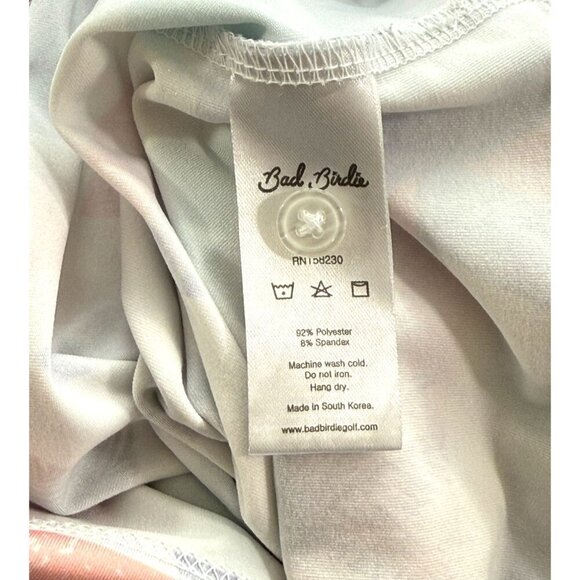 Bad Birdie
RN158230
92% Polyester
8% Spandex
Machine wash cold.
Do not iron.
Hang dry.
Made in South Korea.
www.badbirdiegolf.com